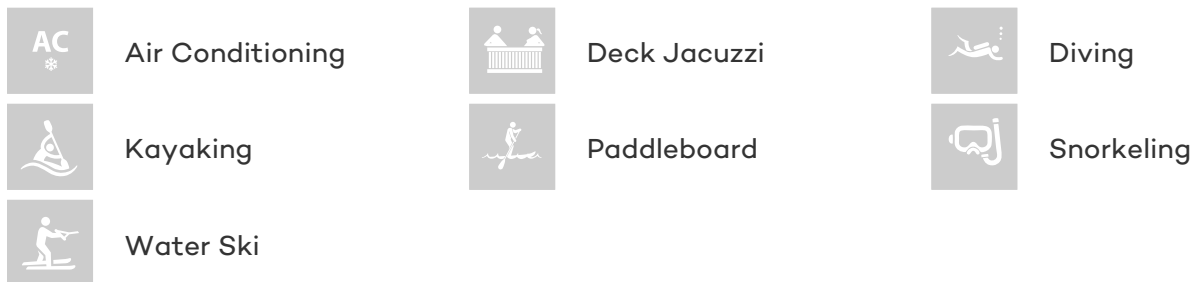 AC
Air Conditioning
Deck Jacuzzi
Diving
Kayaking
Paddleboard
Snorkeling
Water Ski